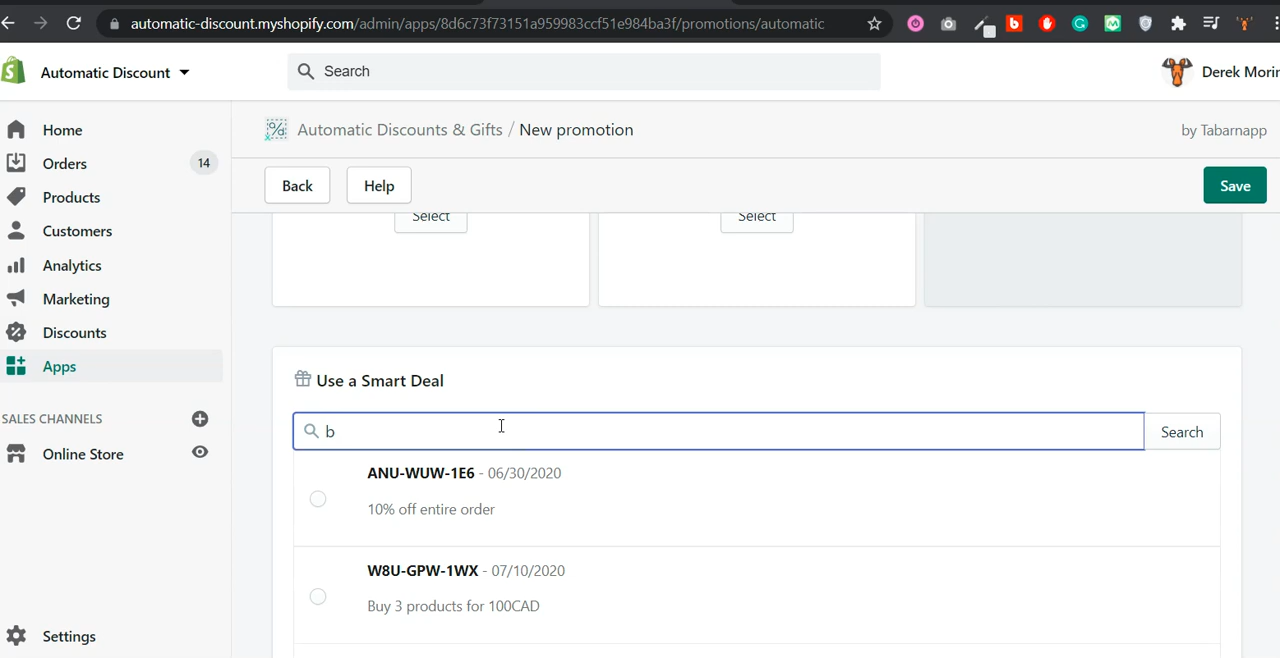 automatic-discount.myshopify.com/admin/apps/8d6c73f73151a959983ccf51e984ba3f/promotions/automatic
Automatic Discount
Search
Derek Morin
Home
Orders
14
Products
Customers
Analytics
Marketing
Discounts
Apps
SALES CHANNELS
Online Store
Settings
Automatic Discounts & Gifts / New promotion
by Tabarnapp
Back
Help
Save
Select
Select
Use a Smart Deal
b
Search
ANU-WUW-1E6 - 06/30/2020
10% off entire order
W8U-GPW-1WX - 07/10/2020
Buy 3 products for 100CAD